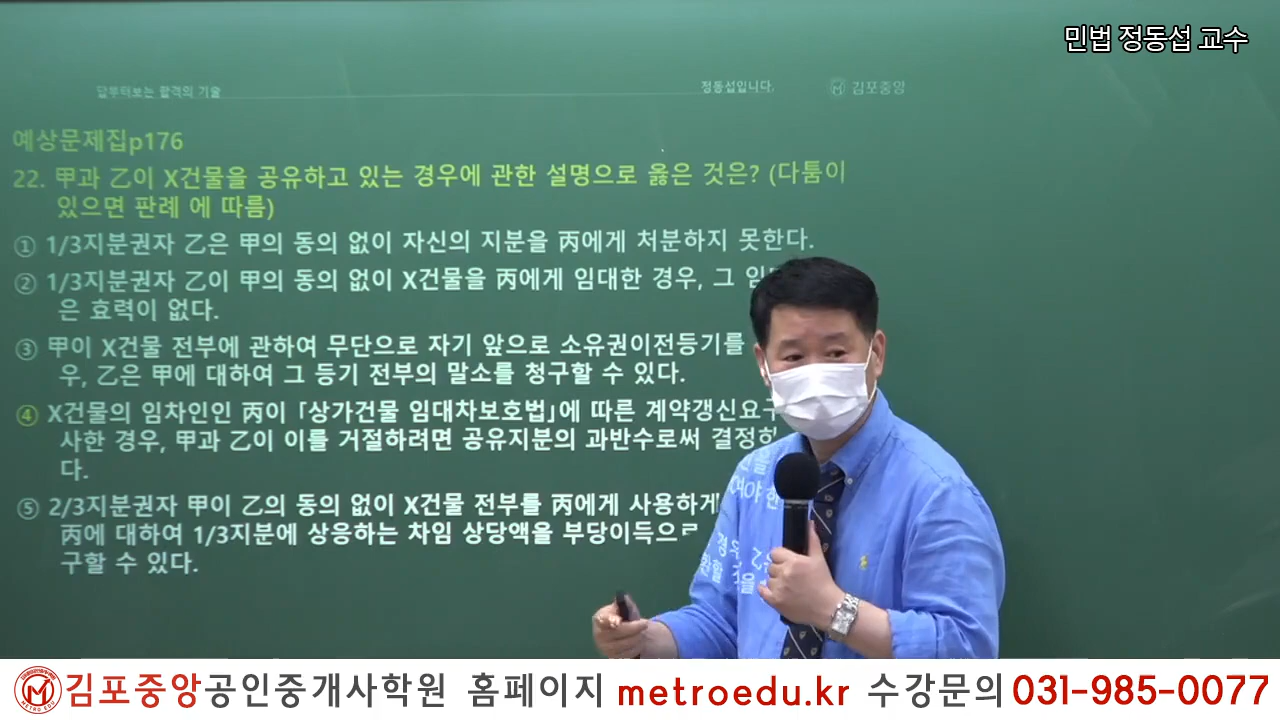 민법 정동섭 교수
답부터보는 합격의 기술
정동섭입니다.
김포중앙
예상문제집p176
22. 甲과 乙이 X건물을 공유하고 있는 경우에 관한 설명으로 옳은 것은? (다툼이
있으면 판례 에 따름)
① 1/3지분권자 乙은 甲의 동의 없이 자신의 지분을 丙에게 처분하지 못한다.
② 1/3지분권자 乙이 甲의 동의 없이 X건물을 丙에게 임대한 경우, 그
은 효력이 없다.
③ 甲이 X건물 전부에 관하여 무단으로 자기 앞으로 소유권이전등기를
우, 乙은 甲에 대하여 그 등기 전부의 말소를 청구할 수 있다.
④ X건물의 임차인인 丙이 「상가건물 임대차보호법」에 따른 계약갱신요구
사한 경우, 甲과 乙이 이를 거절하려면 공유지분의 과반수로써
다.
⑤ 2/3지분권자 甲이 乙의 동의 없이 X건물 전부를 丙에게 사용하게
丙에 대하여 1/3지분에 상응하는 차임 상당액을
구할 수 있다.
METRO EDU
김포중앙공인중개사학원 홈페이지 metroedu.kr 수강문의 031-985-0077